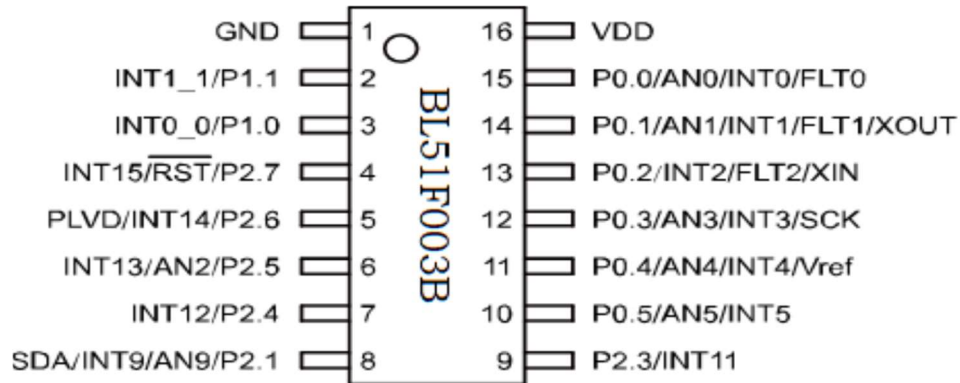 GND 1 16 VDD
INT1_1/P1.1 2 15 P0.0/AN0/INT0/FLT0
INT0_0/P1.0 3 14 P0.1/AN1/INT1/FLT1/XOUT
INT15/RST/P2.7 4 13 P0.2/INT2/FLT2/XIN
PLVD/INT14/P2.6 5 12 P0.3/AN3/INT3/SCK
INT13/AN2/P2.5 6 11 P0.4/AN4/INT4/Vref
INT12/P2.4 7 10 P0.5/AN5/INT5
SDA/INT9/AN9/P2.1 8 9 P2.3/INT11
BL51F003B